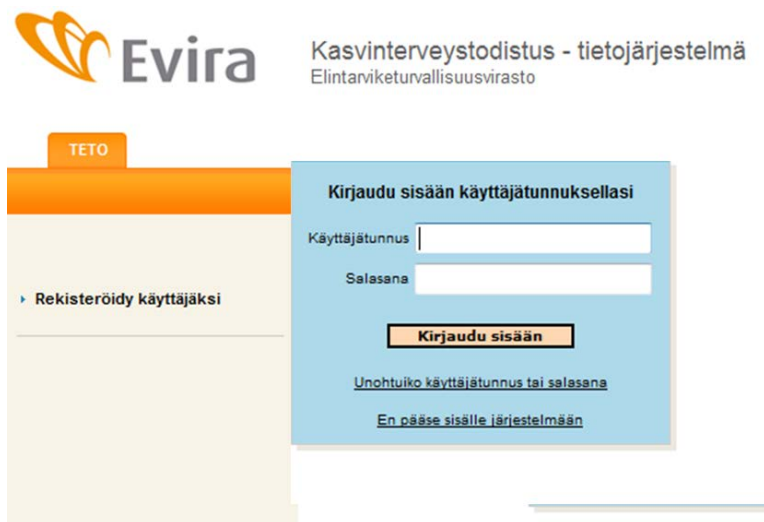 Evira
Kasvinterveystodistus - tietojärjestelmä
Elintarviketurvallisuusvirasto
TETO
Kirjaudu sisään käyttäjätunnuksellasi
Käyttäjätunnus
Salasana
Rekisteröidy käyttäjäksi
Kirjaudu sisään
Unohtuiko käyttäjätunnus tai salasana
En pääse sisälle järjestelmään